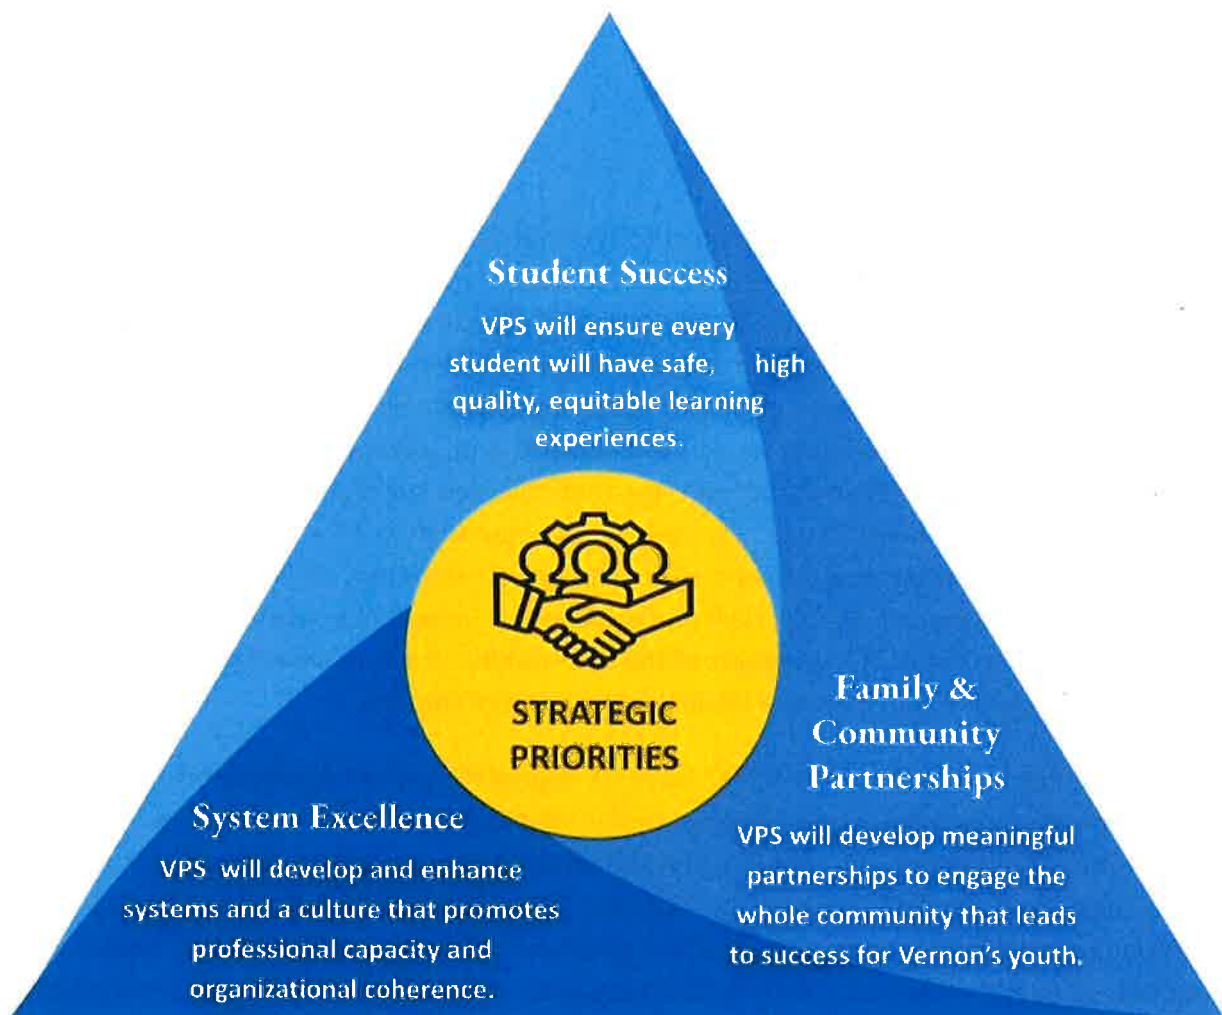 Student Success
VPS will ensure every
student will have safe, high
quality, equitable learning
experiences.
STRATEGIC
PRIORITIES
System Excellence
VPS will develop and enhance
systems and a culture that promotes
professional capacity and
organizational coherence.
Family &
Community
Partnerships
VPS will develop meaningful
partnerships to engage the
whole community that leads
to success for Vernon's youth.